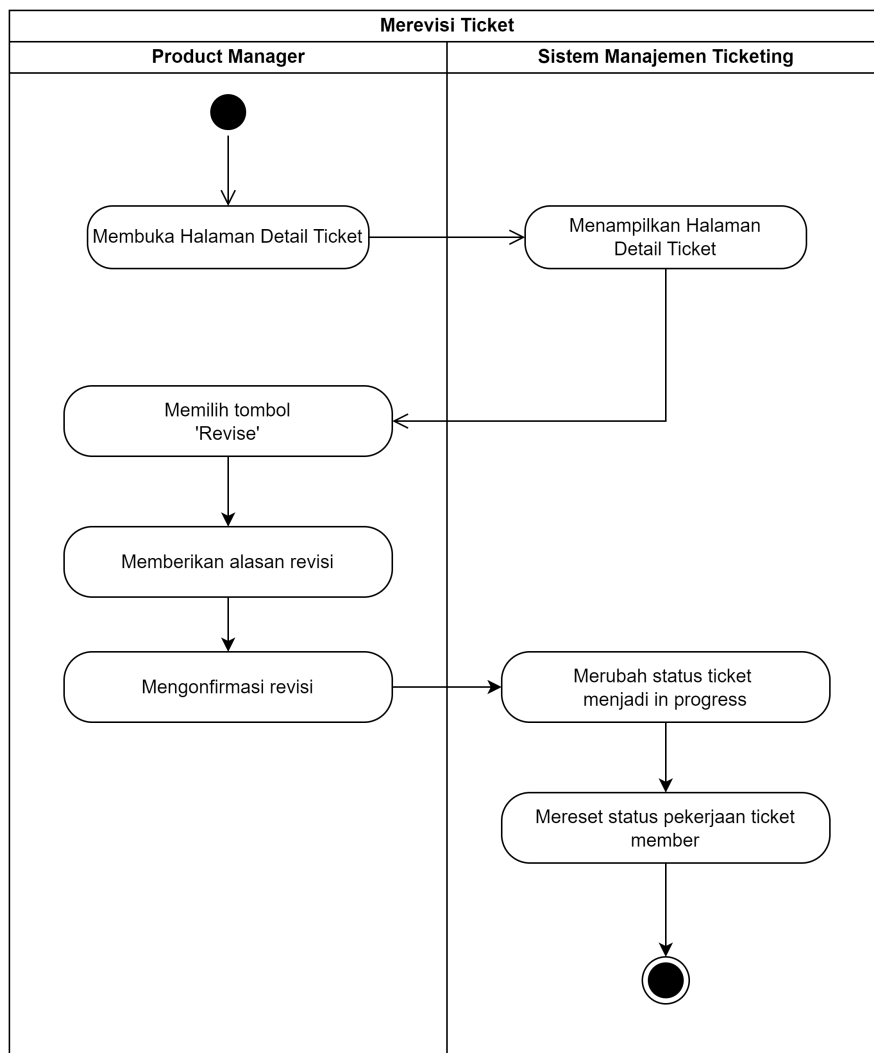 Merevisi Ticket
Product Manager
Sistem Manajemen Ticketing
Membuka Halaman Detail Ticket
Menampilkan Halaman
Detail Ticket
Memilih tombol
'Revise'
Memberikan alasan revisi
Mengonfirmasi revisi
Merubah status ticket
menjadi in progress
Mereset status pekerjaan ticket
member